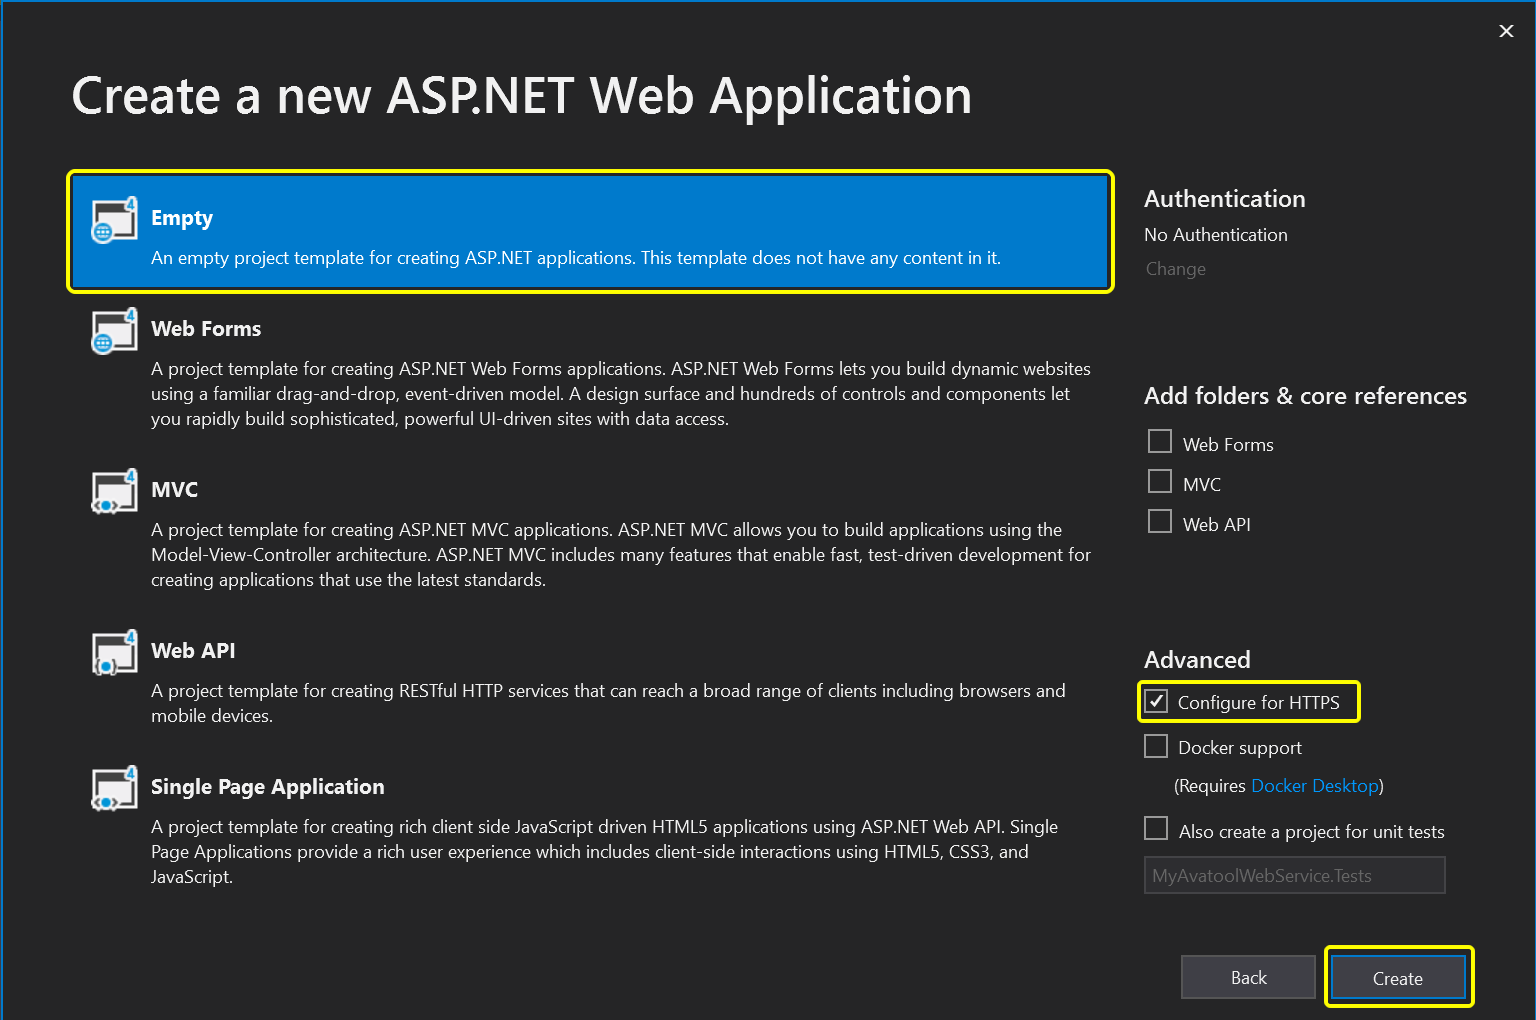 Create a new ASP.NET Web Application
Empty
An empty project template for creating ASP.NET applications. This template does not have any content in it.
Web Forms
A project template for creating ASP.NET Web Forms applications. ASP.NET Web Forms lets you build dynamic websites
using a familiar drag-and-drop, event-driven model. A design surface and hundreds of controls and components let
you rapidly build sophisticated, powerful UI-driven sites with data access.
MVC
A project template for creating ASP.NET MVC applications. ASP.NET MVC allows you to build applications using the
Model-View-Controller architecture. ASP.NET MVC includes many features that enable fast, test-driven development for
creating applications that use the latest standards.
Web API
A project template for creating RESTful HTTP services that can reach a broad range of clients including browsers and
mobile devices.
Single Page Application
A project template for creating rich client side JavaScript driven HTML5 applications using ASP.NET Web API. Single
Page Applications provide a rich user experience which includes client-side interactions using HTML5, CSS3, and
JavaScript.
Authentication
No Authentication
Change
Add folders & core references
Web Forms
MVC
Web API
Advanced
Configure for HTTPS
Docker support
(Requires Docker Desktop)
Also create a project for unit tests
MyAvatoolWebService.Tests
Back
Create